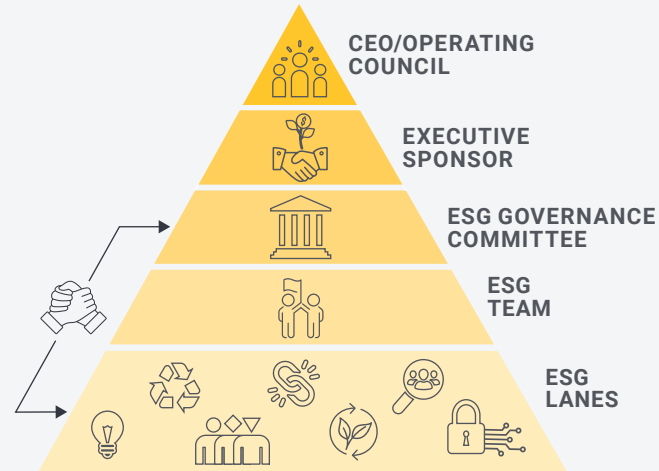 CEO/OPERATING
COUNCIL
EXECUTIVE
SPONSOR
ESG GOVERNANCE
COMMITTEE
ESG
TEAM
ESG
LANES